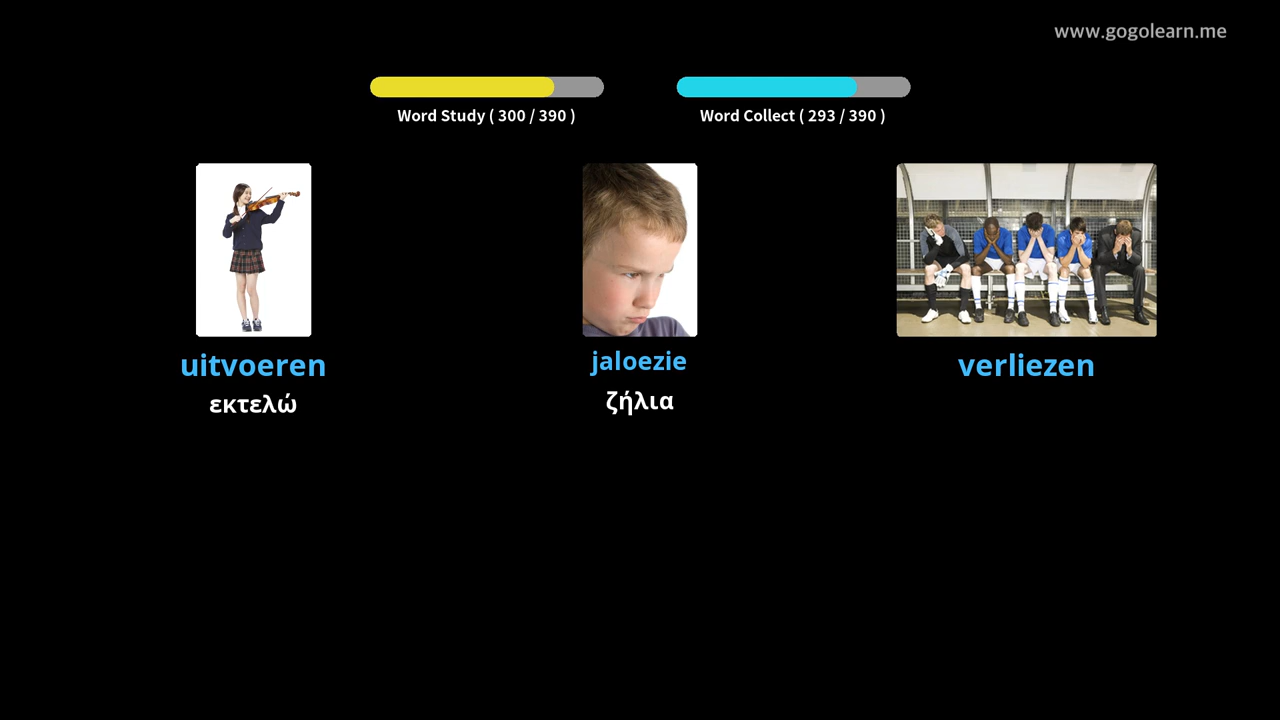 www.gogolearn.me
Word Study ( 300 / 390 )
Word Collect ( 293 / 390 )
uitvoeren
εκτελώ
jaloezie
ζήλια
verliezen